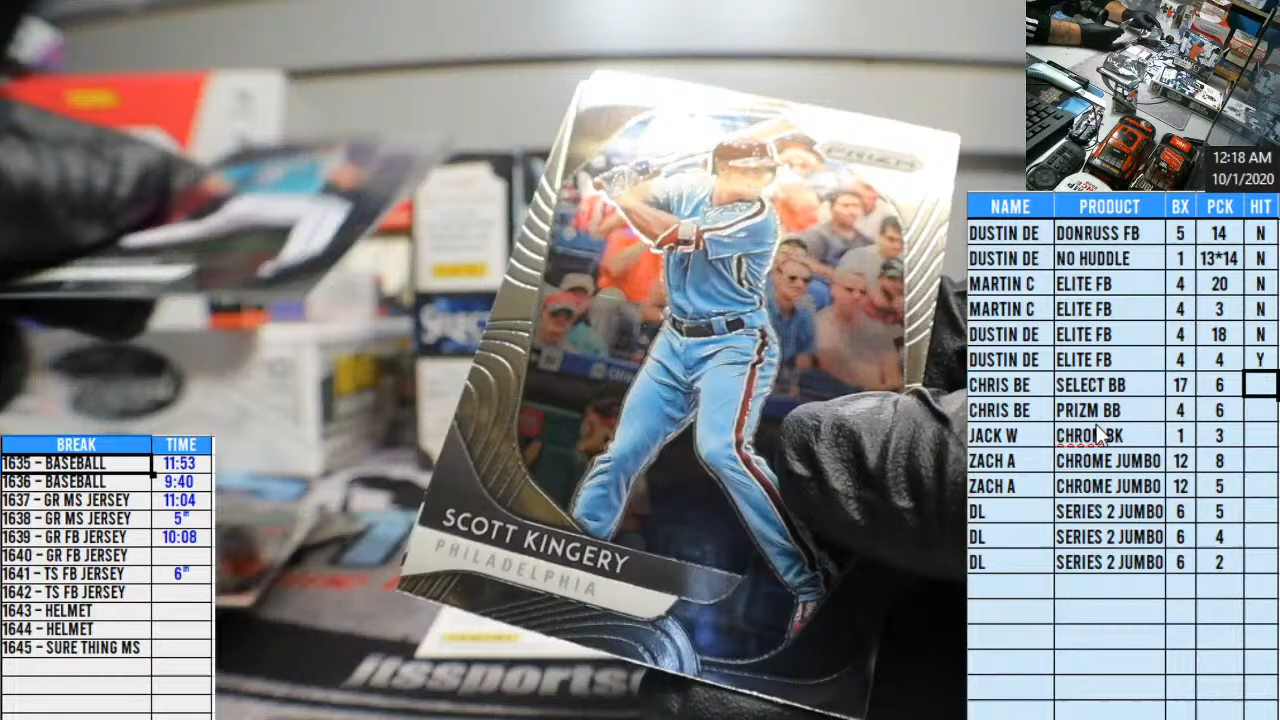 12:18 AM
10/1/2020
NAME PRODUCT BX PCK HIT
DUSTIN DE DONRUSS FB 5 14 N
DUSTIN DE NO HUDDLE 1 13*14 N
MARTIN C ELITE FB 4 20 N
MARTIN C ELITE FB 4 3 N
DUSTIN DE ELITE FB 4 18 N
DUSTIN DE ELITE FB 4 4 Y
CHRIS BE SELECT BB 17 6
CHRIS BE PRIZM BB 4 6
JACK W BK 1 3
ZACH A CHROME JUMBO 12 8
ZACH A CHROME JUMBO 12 5
DL SERIES 2 JUMBO 6 5
DL SERIES 2 JUMBO 6 4
DL SERIES 2 JUMBO 6 2
PRIZM
SCOTT KINGERY
PHILADELPHIA
jtssports
BREAK TIME
1635 - BASEBALL 11:53
1636 - BASEBALL 9:40
1637 - GR MS JERSEY 11:04
1638 - GR MS JERSEY 5TH
1639 - GR FB JERSEY 10:08
1640 - GR FB JERSEY
1641 - TS FB JERSEY 6TH
1642 - TS FB JERSEY
1643 - HELMET
1644 - HELMET
1645 - SURE THING MS